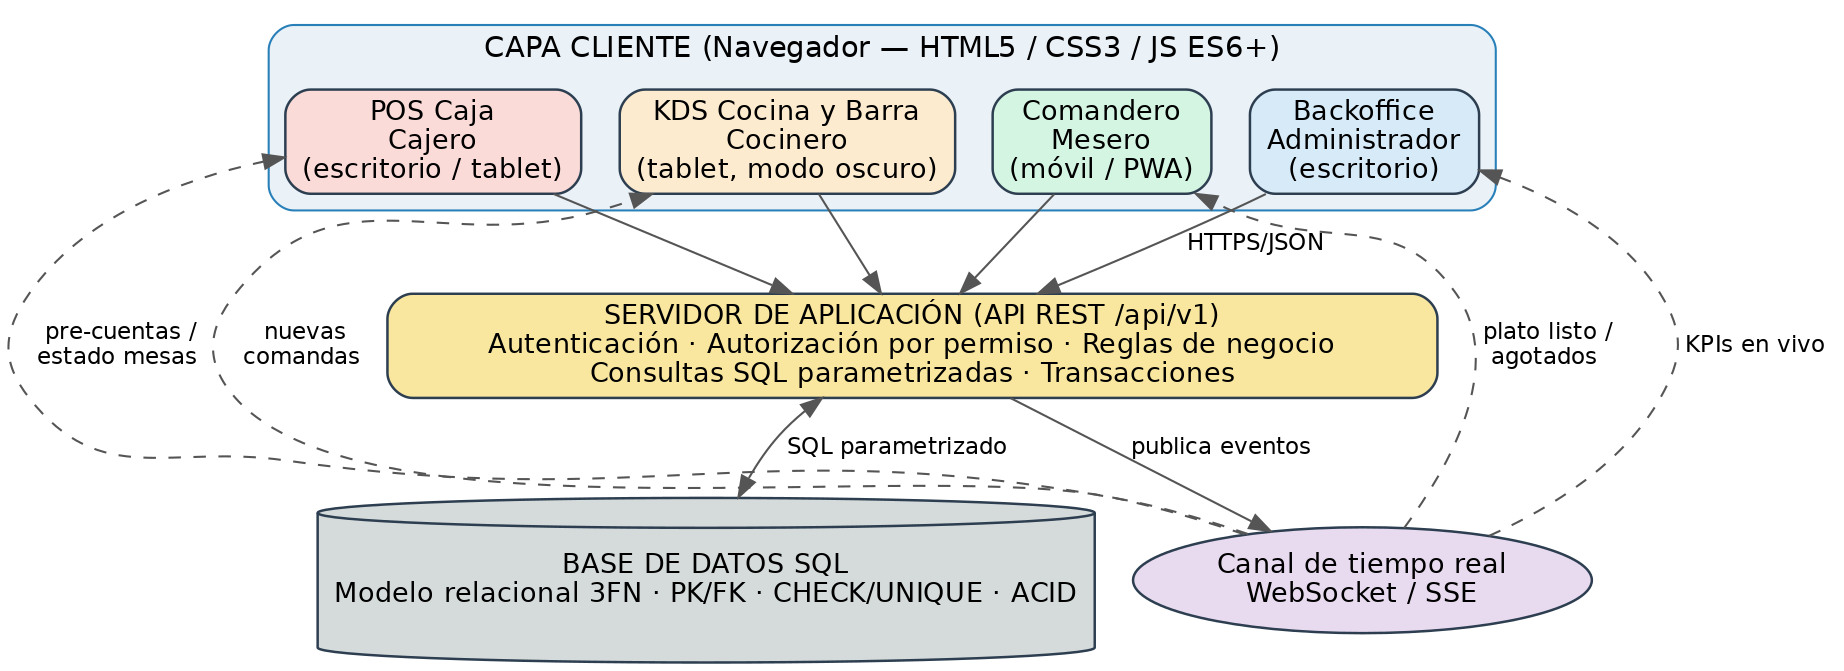 CAPA CLIENTE (Navegador — HTML5 / CSS3 / JS ES6+)
POS Caja
Cajero
(escritorio / tablet)
KDS Cocina y Barra
Cocinero
(tablet, modo oscuro)
Comandero
Mesero
(móvil / PWA)
Backoffice
Administrador
(escritorio)
HTTPS/JSON
pre-cuentas /
estado mesas
nuevas
comandas
SERVIDOR DE APLICACIÓN (API REST /api/v1)
Autenticación · Autorización por permiso · Reglas de negocio
Consultas SQL parametrizadas · Transacciones
plato listo /
agotados
KPIs en vivo
SQL parametrizado
publica eventos
BASE DE DATOS SQL
Modelo relacional 3FN · PK/FK · CHECK/UNIQUE · ACID
Canal de tiempo real
WebSocket / SSE